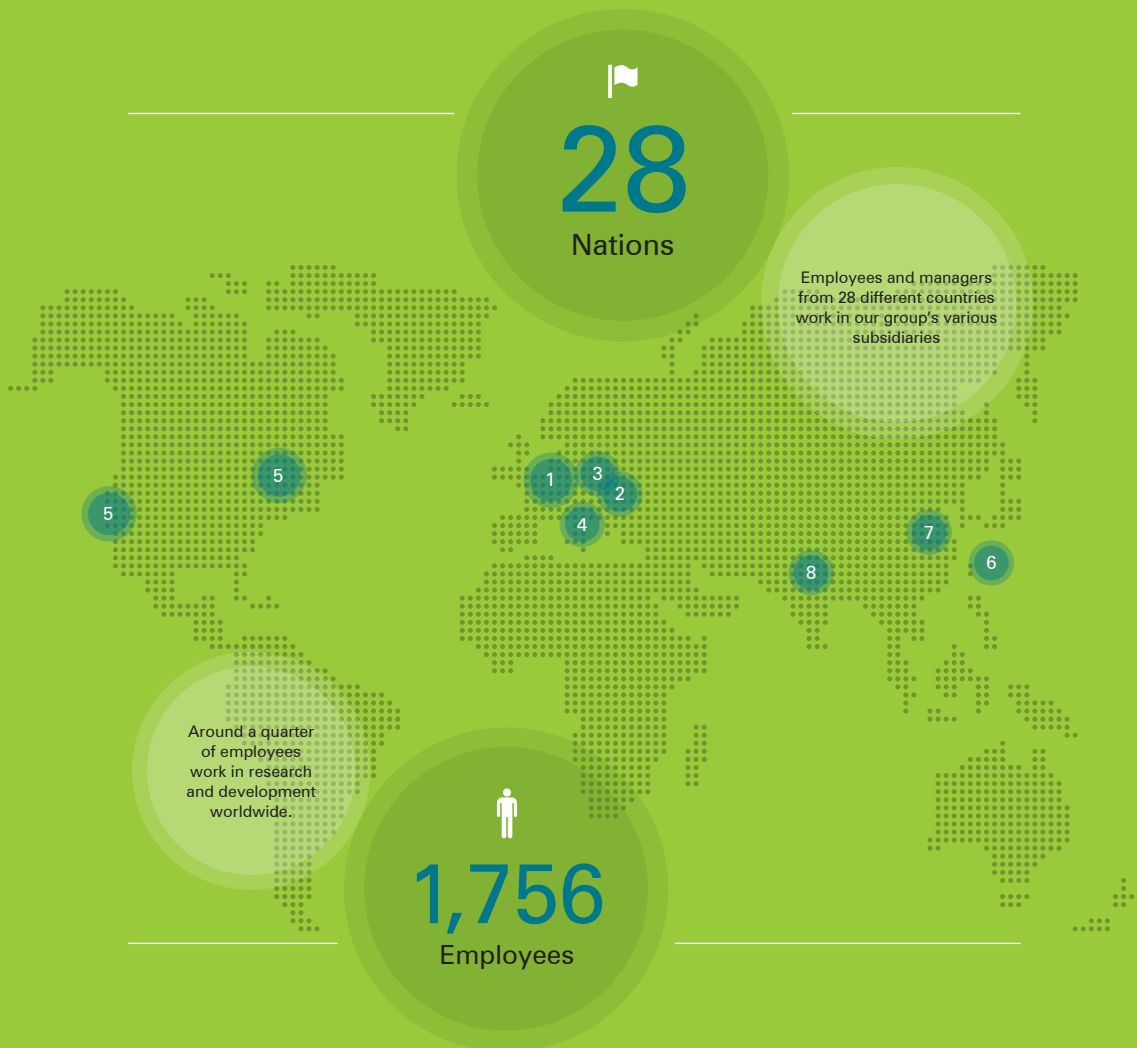 28
Nations
Employees and managers
from 28 different countries
work in our group's various
subsidiaries
5
5
1
3
2
4
7
6
8
Around a quarter
of employees
work in research
and development
worldwide.
1,756
Employees